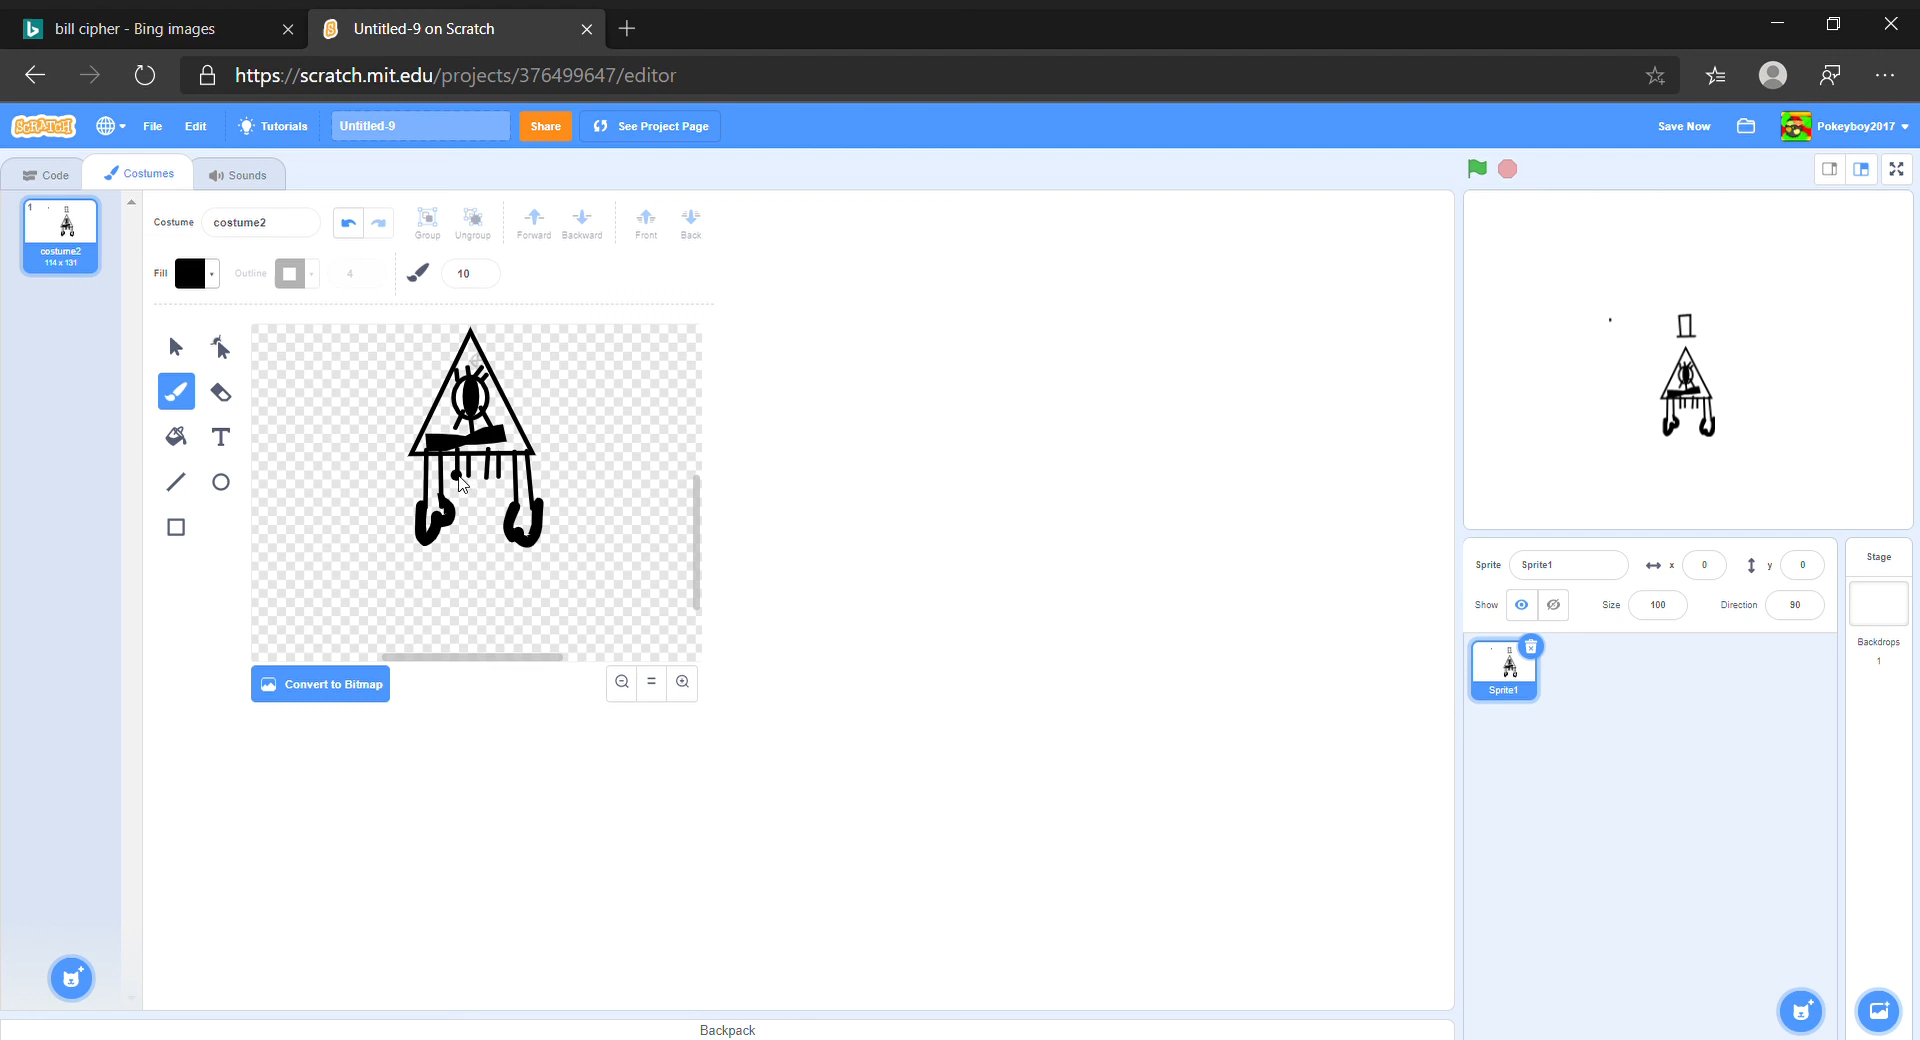 bill cipher - Bing images
Untitled-9 on Scratch
https://scratch.mit.edu/projects/376499647/editor
SCRATCH
File
Edit
Tutorials
Untitled-9
Share
See Project Page
Save Now
Pokeyboy2017
Code
Costumes
Sounds
1
costume2
114 x 131
Costume
costume2
Group
Ungroup
Forward
Backward
Front
Back
Fill
Outline
4
10
T
Convert to Bitmap
=
Sprite
Sprite1
x
0
y
0
Show
Size
100
Direction
90
Sprite1
Stage
Backdrops
1
Backpack